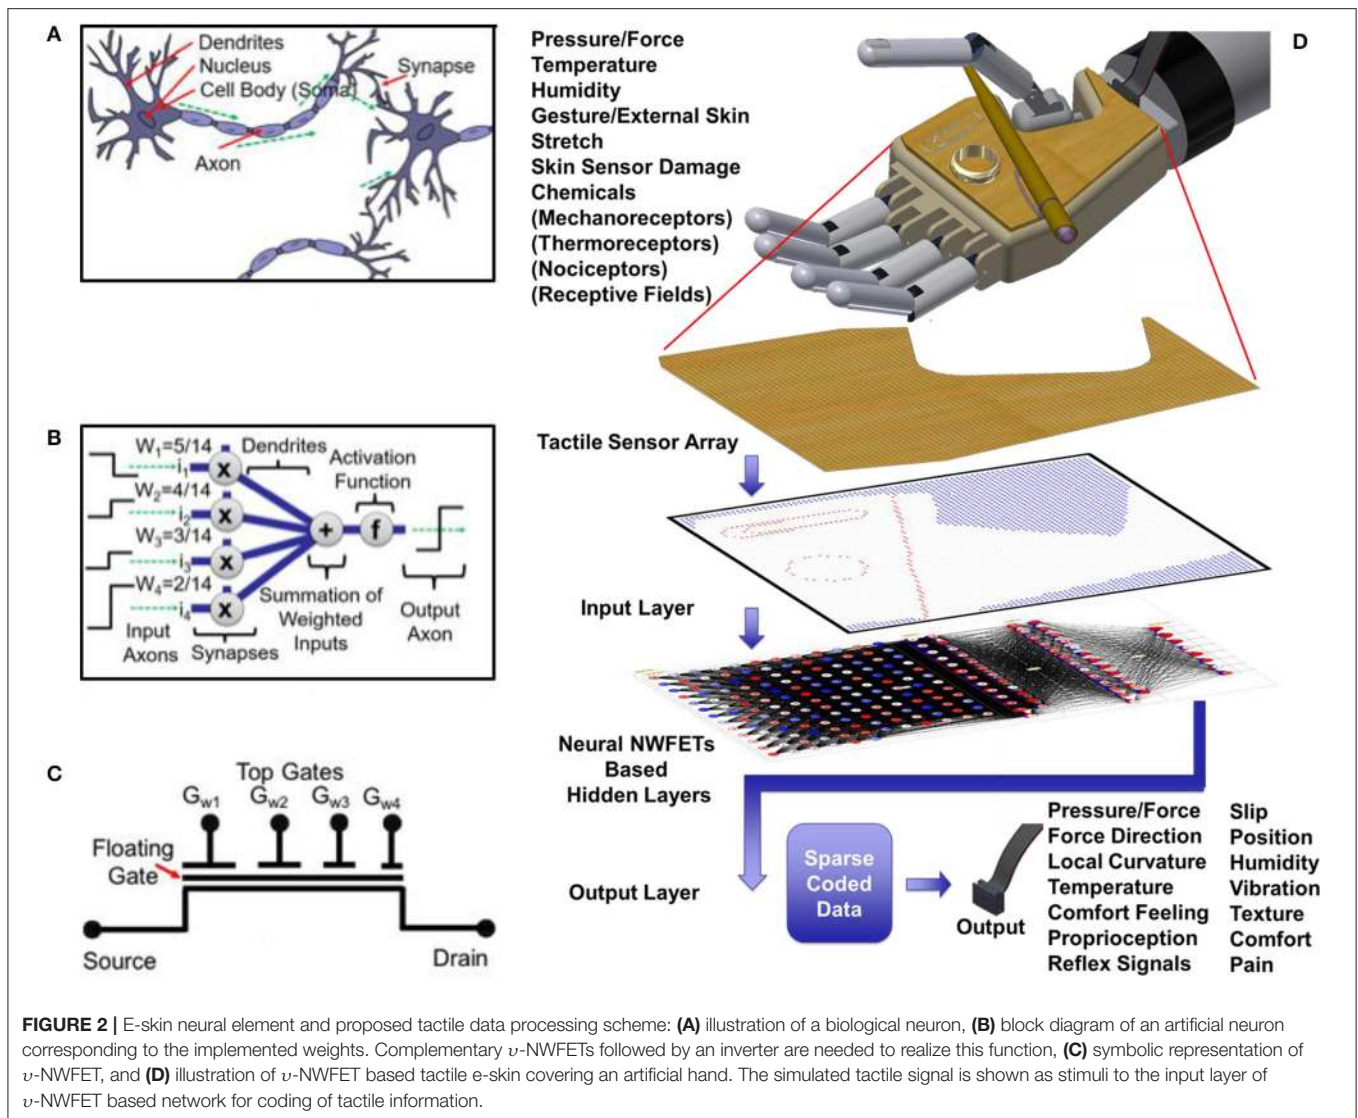 A
Dendrites
Nucleus
Cell Body (Soma)
Synapse
Axon
B
W1=5/14
i1
W2=4/14
i2
W3=3/14
i3
W4=2/14
i4
Dendrites
Activation
Function
x
x
x
x
+
f
Input
Axons
Synapses
Summation of
Weighted
Inputs
Output
Axon
C
Top Gates
Gw1 Gw2 Gw3 Gw4
Floating
Gate
Source
Drain
D
Pressure/Force
Temperature
Humidity
Gesture/External Skin
Stretch
Skin Sensor Damage
Chemicals
(Mechanoreceptors)
(Thermoreceptors)
(Nociceptors)
(Receptive Fields)
Tactile Sensor Array
Input Layer
Neural NWFETs
Based
Hidden Layers
Output Layer
Sparse
Coded
Data
Output
Pressure/Force
Force Direction
Local Curvature
Temperature
Comfort Feeling
Proprioception
Reflex Signals
Slip
Position
Humidity
Vibration
Texture
Comfort
Pain
FIGURE 2 | E-skin neural element and proposed tactile data processing scheme: (A) illustration of a biological neuron, (B) block diagram of an artificial neuron
corresponding to the implemented weights. Complementary υ-NWFETs followed by an inverter are needed to realize this function, (C) symbolic representation of
υ-NWFET, and (D) illustration of υ-NWFET based tactile e-skin covering an artificial hand. The simulated tactile signal is shown as stimuli to the input layer of
υ-NWFET based network for coding of tactile information.